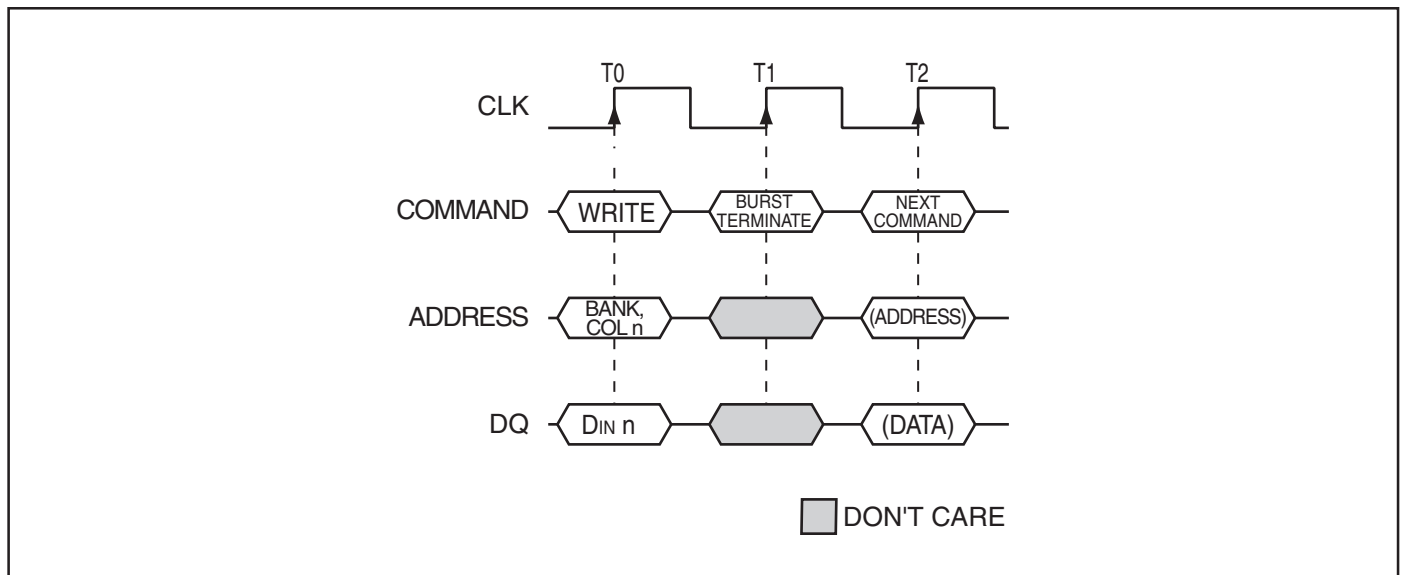 T0 T1 T2
CLK
COMMAND WRITE BURST TERMINATE NEXT COMMAND
ADDRESS BANK, COL n (ADDRESS)
DQ DIN n (DATA)
DON'T CARE